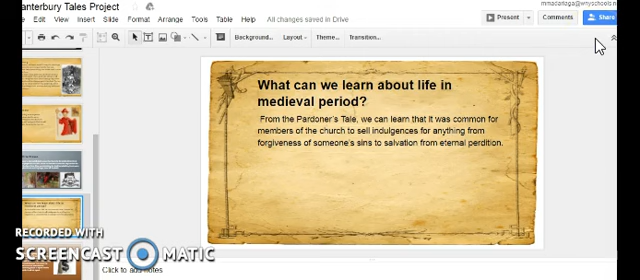 anterbury Tales Project
mmadariaga@wnyschools.n
View Insert Slide Format Arrange Tools Table Help All changes saved in Drive
Present Comments Share
Background... Layout Theme... Transition...
What can we learn about life in
medieval period?
From the Pardoner's Tale, we can learn that it was common for
members of the church to sell indulgences for anything from
forgiveness of someone's sins to salvation from eternal perdition.
RECORDED WITH
SCREENCAST MATIC
Click to add notes